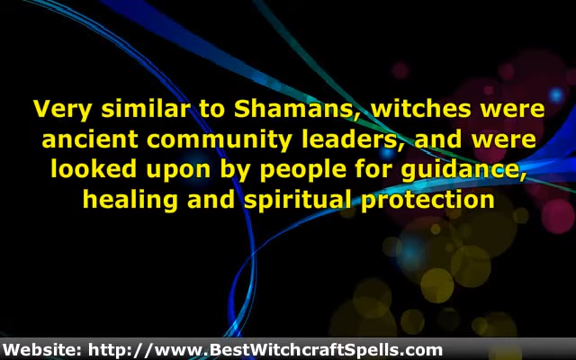 Very similar to Shamans, witches were
ancient community leaders, and were
looked upon by people for guidance,
healing and spiritual protection
Website: http://www.BestWitchcraftSpells.com